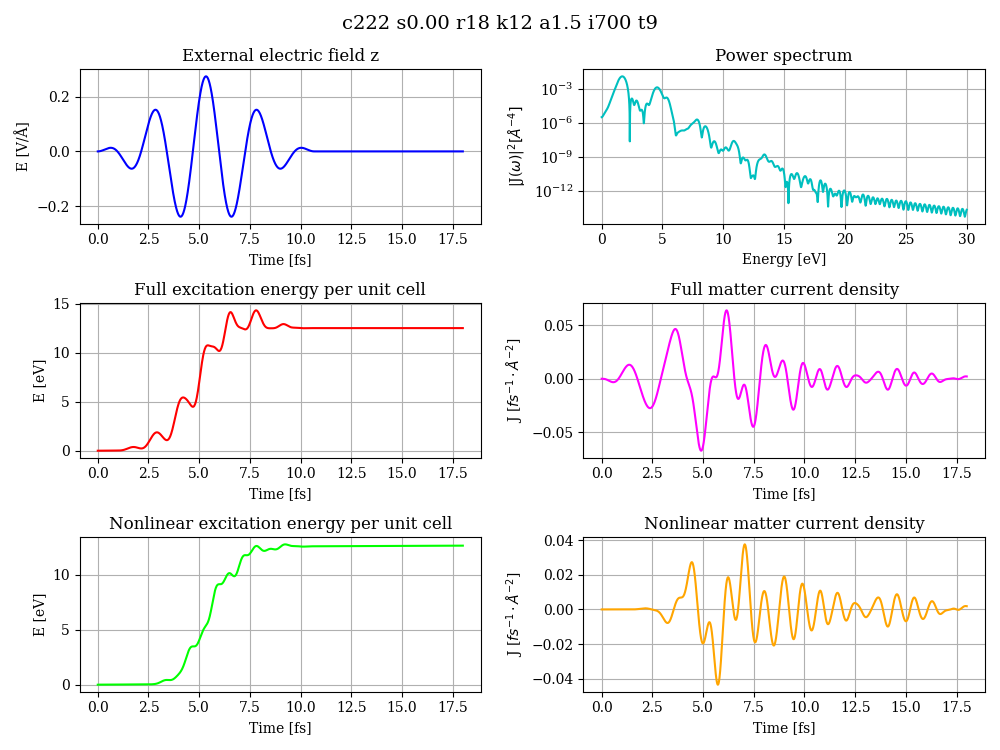 c222 s0.00 r18 k12 a1.5 i700 t9
External electric field z
E [V/Å]
0.2
0.0
−0.2
0.0 2.5 5.0 7.5 10.0 12.5 15.0 17.5
Time [fs]
Power spectrum
|J(ω)|²[Å⁻⁴]
10⁻³
10⁻⁶
10⁻⁹
10⁻¹²
0 5 10 15 20 25 30
Energy [eV]
Full excitation energy per unit cell
E [eV]
15
10
5
0
0.0 2.5 5.0 7.5 10.0 12.5 15.0 17.5
Time [fs]
Full matter current density
J [fs⁻¹ · Å⁻²]
0.05
0.00
−0.05
0.0 2.5 5.0 7.5 10.0 12.5 15.0 17.5
Time [fs]
Nonlinear excitation energy per unit cell
E [eV]
10
5
0
0.0 2.5 5.0 7.5 10.0 12.5 15.0 17.5
Time [fs]
Nonlinear matter current density
J [fs⁻¹ · Å⁻²]
0.04
0.02
0.00
−0.02
−0.04
0.0 2.5 5.0 7.5 10.0 12.5 15.0 17.5
Time [fs]